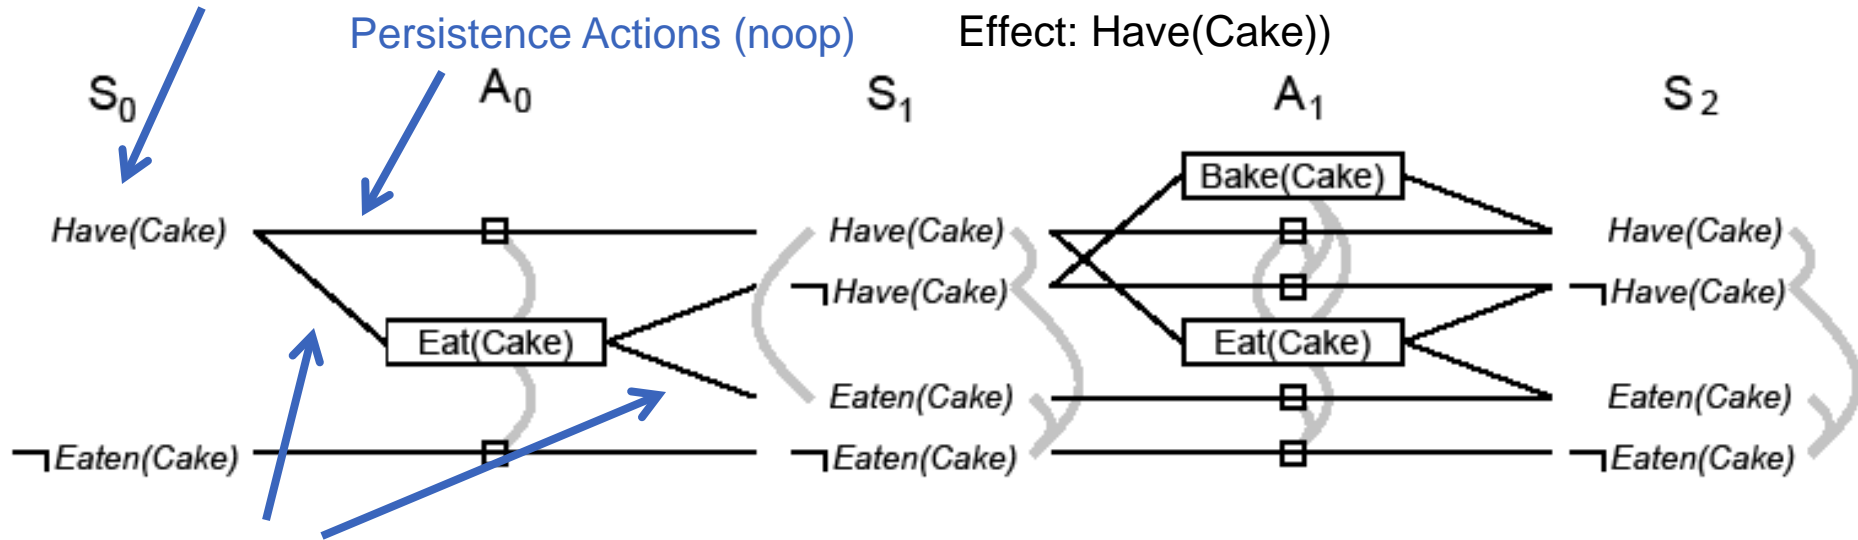 Persistence Actions (noop) Effect: Have(Cake))
S0 A0 S1 A1 S2
Bake(Cake)
Have(Cake) Have(Cake) Have(Cake)
¬Have(Cake) ¬Have(Cake)
Eat(Cake) Eat(Cake)
Eaten(Cake) Eaten(Cake)
¬Eaten(Cake) ¬Eaten(Cake) ¬Eaten(Cake)